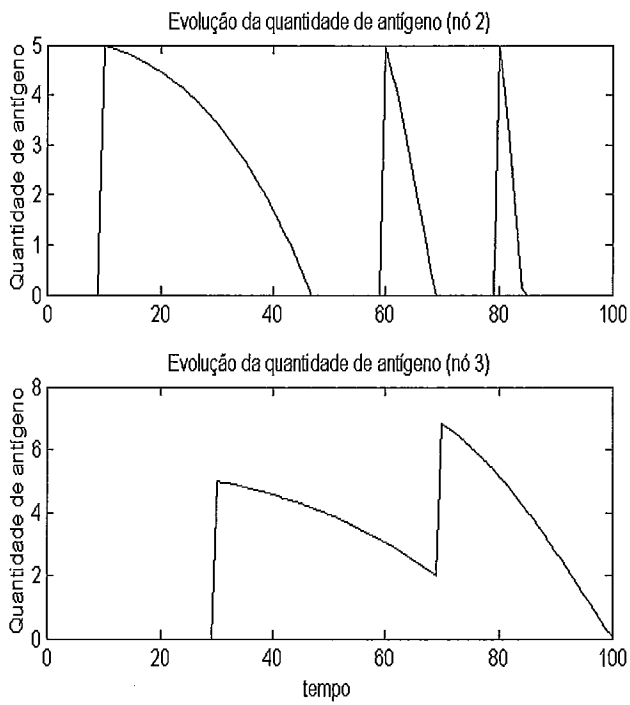 Evolução da quantidade de antígeno (nó 2)
Quantidade de antígeno
5
4
3
2
1
0
0 20 40 60 80 100
Evolução da quantidade de antígeno (nó 3)
Quantidade de antígeno
8
6
4
2
0
0 20 40 60 80 100
tempo